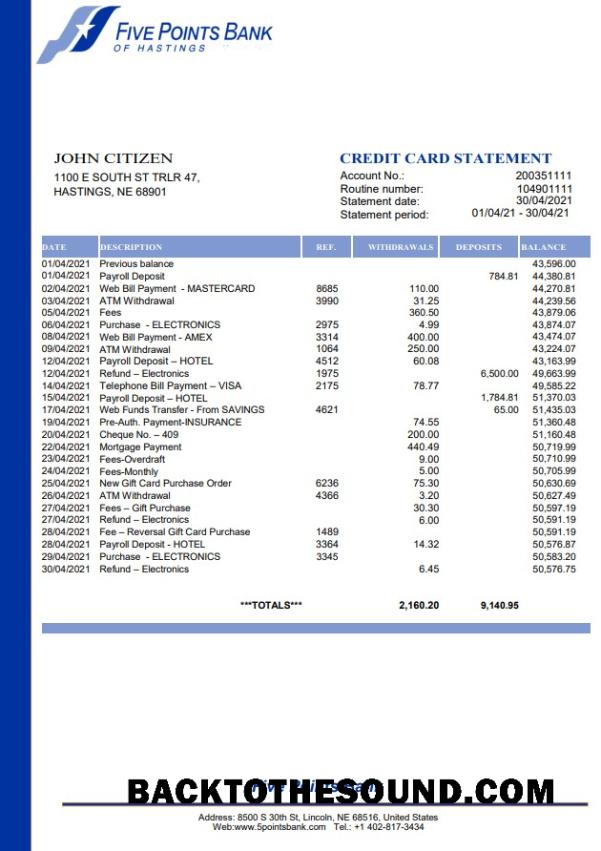 FIVE POINTS BANK
OF HASTINGS
JOHN CITIZEN
1100 E SOUTH ST TRLR 47,
HASTINGS, NE 68901
CREDIT CARD STATEMENT
Account No.: 200351111
Routine number: 104901111
Statement date: 30/04/2021
Statement period: 01/04/21 - 30/04/21
DATE DESCRIPTION REF. WITHDRAWALS DEPOSITS BALANCE
01/04/2021 Previous balance 43,596.00
01/04/2021 Payroll Deposit 784.81 44,380.81
02/04/2021 Web Bill Payment - MASTERCARD 8685 110.00 44,270.81
03/04/2021 ATM Withdrawal 3990 31.25 44,239.56
05/04/2021 Fees 360.50 43,879.06
06/04/2021 Purchase - ELECTRONICS 2975 4.99 43,874.07
08/04/2021 Web Bill Payment - AMEX 3314 400.00 43,474.07
09/04/2021 ATM Withdrawal 1064 250.00 43,224.07
12/04/2021 Payroll Deposit – HOTEL 4512 60.08 43,163.99
12/04/2021 Refund – Electronics 1975 6,500.00 49,663.99
14/04/2021 Telephone Bill Payment – VISA 2175 78.77 49,585.22
15/04/2021 Payroll Deposit – HOTEL 1,784.81 51,370.03
17/04/2021 Web Funds Transfer - From SAVINGS 4621 65.00 51,435.03
19/04/2021 Pre-Auth. Payment-INSURANCE 74.55 51,360.48
20/04/2021 Cheque No. – 409 200.00 51,160.48
22/04/2021 Mortgage Payment 440.49 50,719.99
23/04/2021 Fees-Overdraft 9.00 50,710.99
24/04/2021 Fees-Monthly 5.00 50,705.99
25/04/2021 New Gift Card Purchase Order 6236 75.30 50,630.69
26/04/2021 ATM Withdrawal 4366 3.20 50,627.49
27/04/2021 Fees – Gift Purchase 30.30 50,597.19
27/04/2021 Refund – Electronics 6.00 50,591.19
28/04/2021 Fee – Reversal Gift Card Purchase 1489 50,591.19
28/04/2021 Payroll Deposit - HOTEL 3364 14.32 50,576.87
29/04/2021 Purchase - ELECTRONICS 3345 50,583.20
30/04/2021 Refund – Electronics 6.45 50,576.75
***TOTALS*** 2,160.20 9,140.95
BACKTOTHESOUND.COM
Address: 8500 S 30th St, Lincoln, NE 68516, United States
Web:www.5pointsbank.com Tel.: +1 402-817-3434